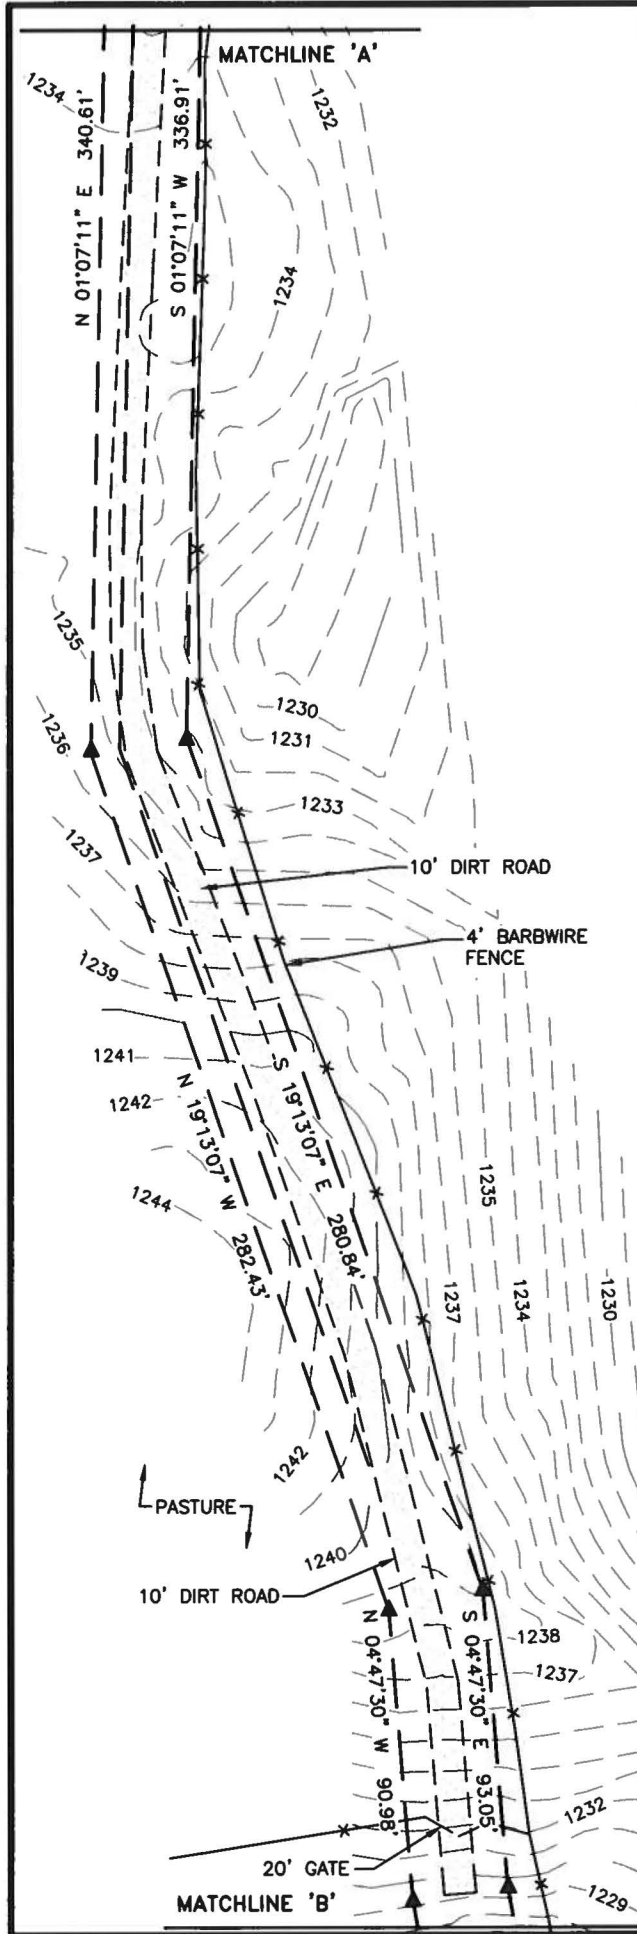 MATCHLINE 'A'
1234
1232
N 01°07'11" E 340.61'
S 01°07'11" W 336.91'
1234
1235
1236
1230
1231
1233
1237
10' DIRT ROAD
4' BARBWIRE
FENCE
1239
1241
1242
N 19°13'07" W 282.43'
S 19°13'07" E 280.84'
1244
1235
1237
1234
1230
1242
PASTURE
1240
10' DIRT ROAD
N 04°47'30" W 90.98'
S 04°47'30" E 93.05'
1238
1237
1232
20' GATE
MATCHLINE 'B'
1229